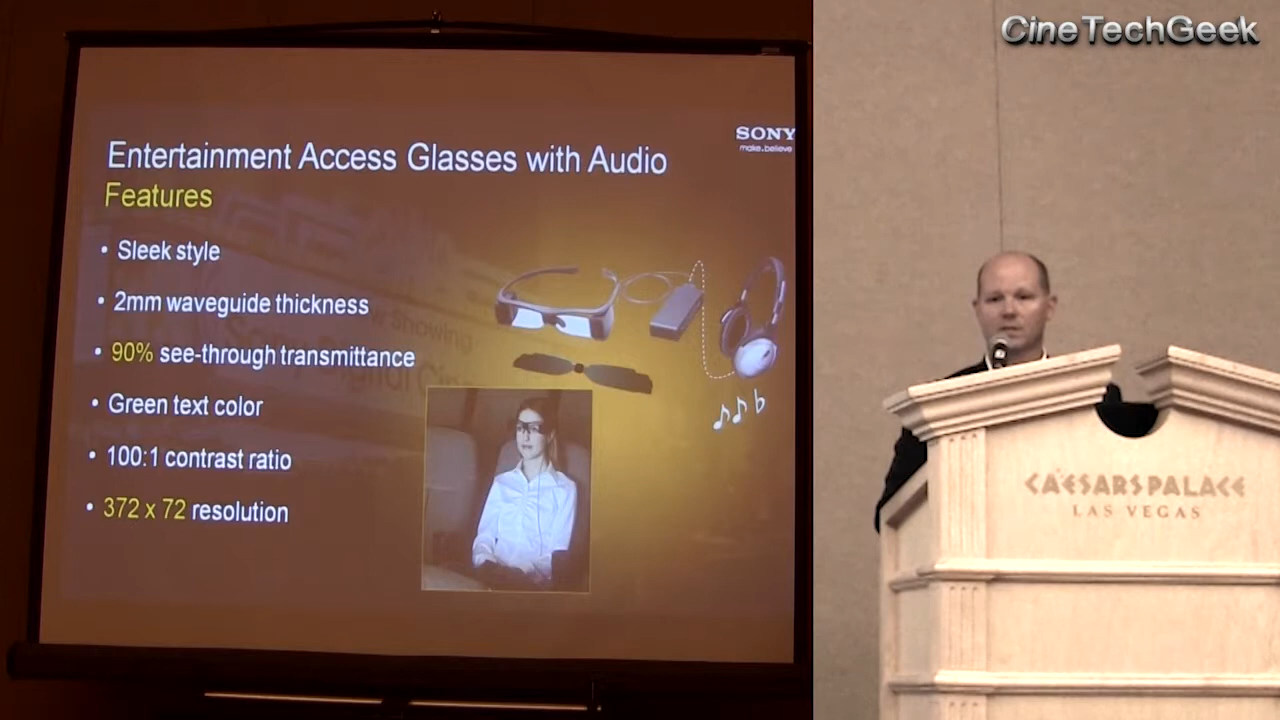 CineTechGeek
SONY
make.believe
Entertainment Access Glasses with Audio
Features
• Sleek style
• 2mm waveguide thickness
• 90% see-through transmittance
• Green text color
• 100:1 contrast ratio
• 372 x 72 resolution
CAESARS PALACE
LAS VEGAS